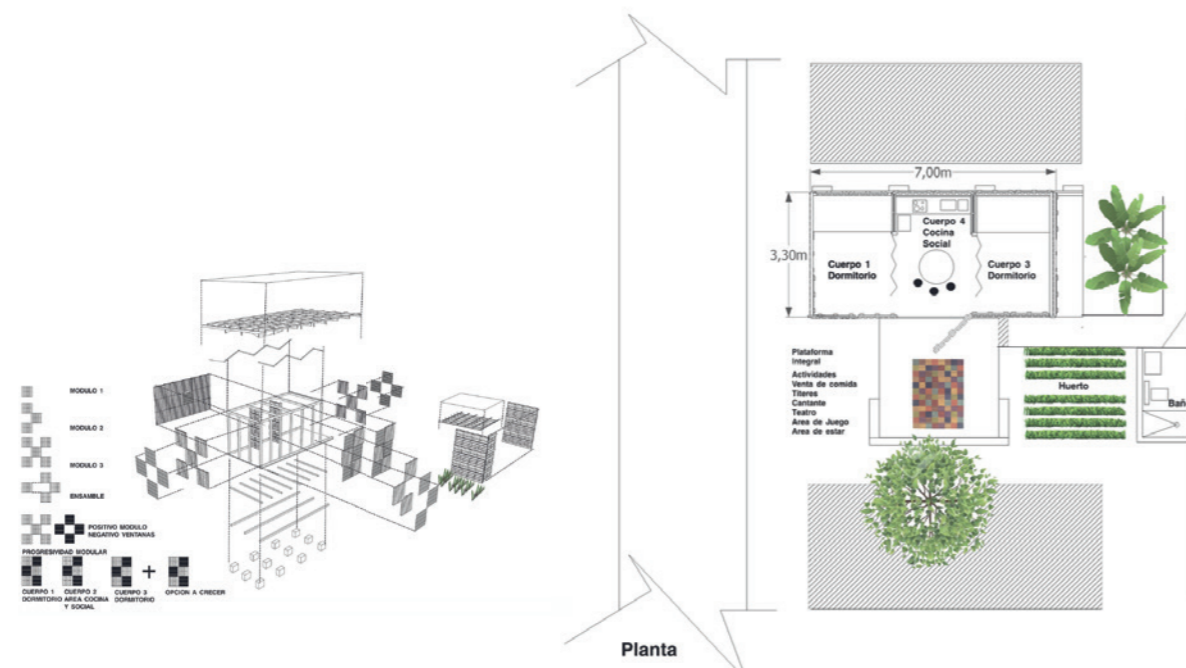 MODULO 1
MODULO 2
MODULO 3
ENSAMBLE
POSITIVO MODULO
NEGATIVO VENTANAS
PROGRESIVIDAD MODULAR
+
CUERPO 1
DORMITORIO
CUERPO 2
AREA COCINA
Y SOCIAL
CUERPO 3
DORMITORIO
OPCION A CRECER
7,00m
3,30m
Cuerpo 1
Dormitorio
Cuerpo 4
Cocina
Social
Cuerpo 3
Dormitorio
Plataforma
Integral
Actividades
Venta de comida
Titeres
Cantante
Teatro
Area de Juego
Area de estar
Huerto
Bañ
Planta